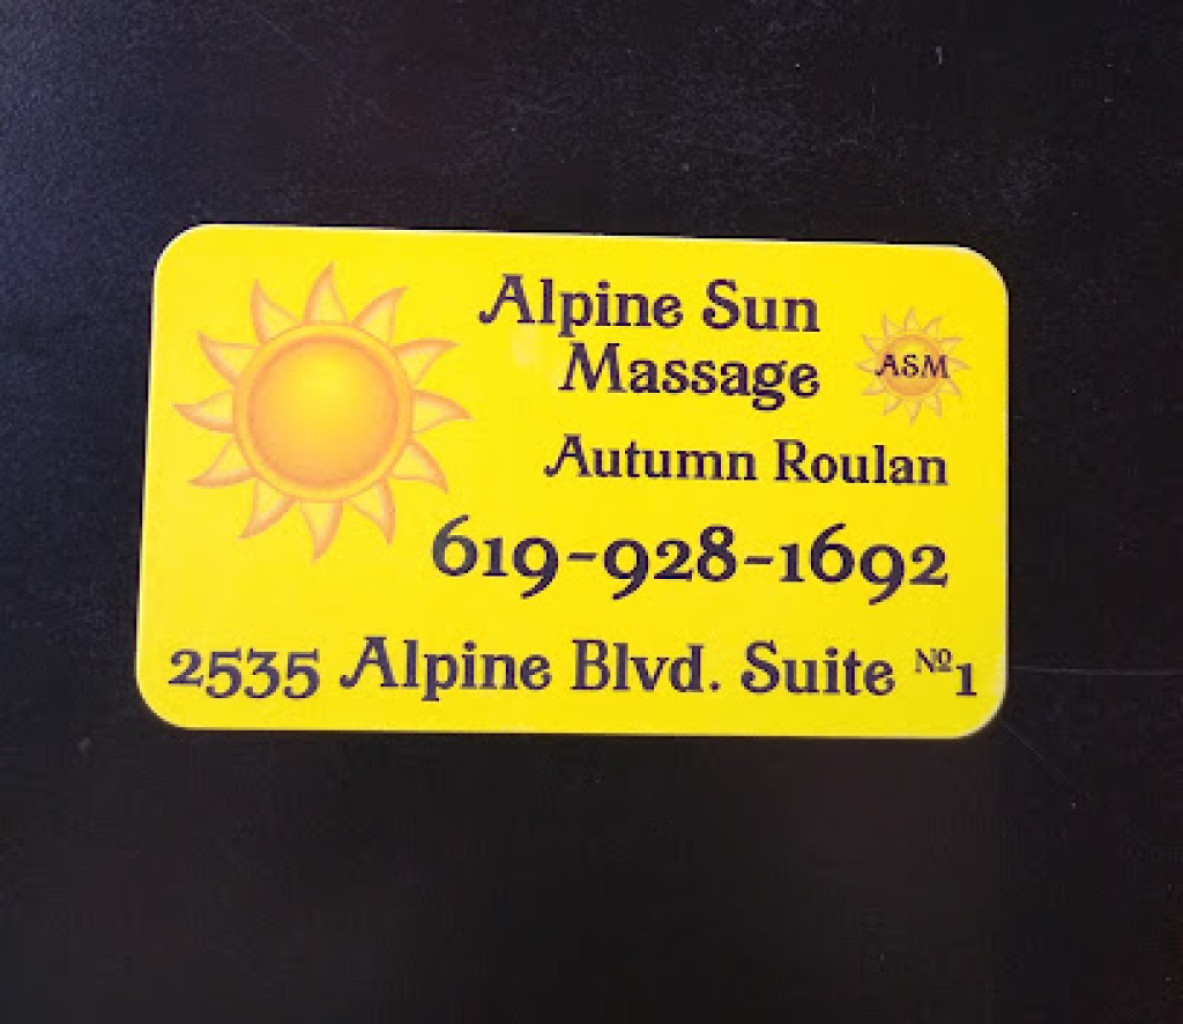 Alpine Sun
Massage
ASM
Autumn Roulan
619-928-1692
2535 Alpine Blvd. Suite №1